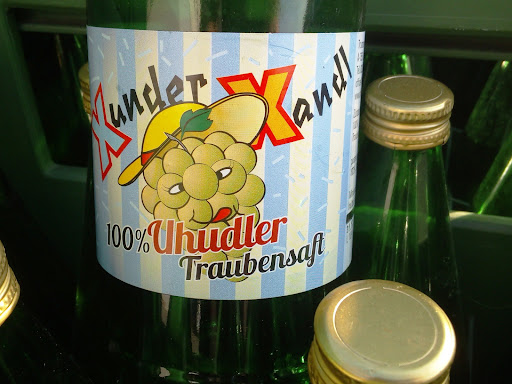 Xunder Xandl
100% Uhudler
Traubensaft